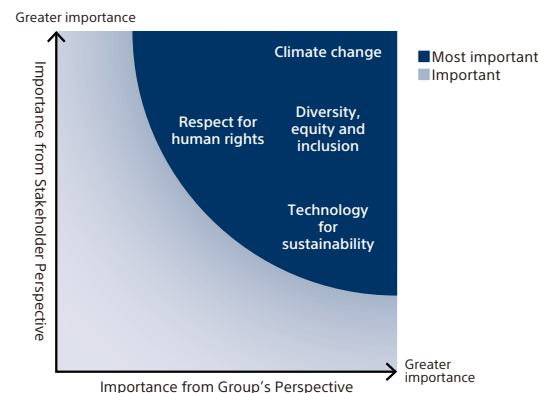 Greater importance
Importance from Stakeholder Perspective
Climate change
Respect for
human rights
Diversity,
equity and
inclusion
Technology
for
sustainability
Most important
Important
Greater
importance
Importance from Group's Perspective